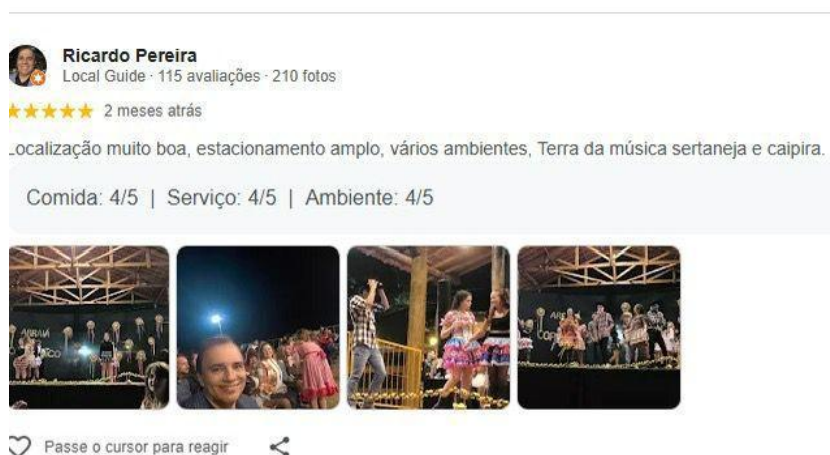 Ricardo Pereira
Local Guide · 115 avaliações · 210 fotos
2 meses atrás
Localização muito boa, estacionamento amplo, vários ambientes, Terra da música sertaneja e caipira.
Comida: 4/5 | Serviço: 4/5 | Ambiente: 4/5
ARRAIÁ
Passe o cursor para reagir